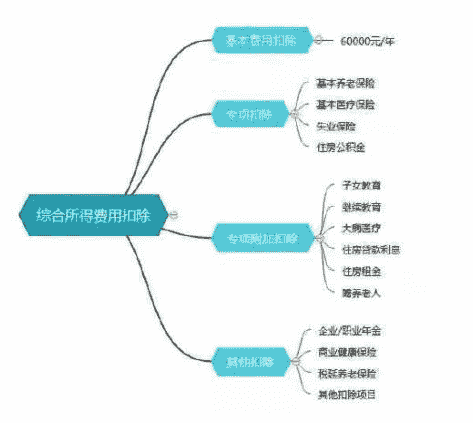 综合所得费用扣除
基本费用扣除
60000元/年
专项扣除
基本养老保险
基本医疗保险
失业保险
住房公积金
专项附加扣除
子女教育
继续教育
大病医疗
住房贷款利息
住房租金
赡养老人
其他扣除
企业/职业年金
商业健康保险
税延养老保险
其他扣除项目